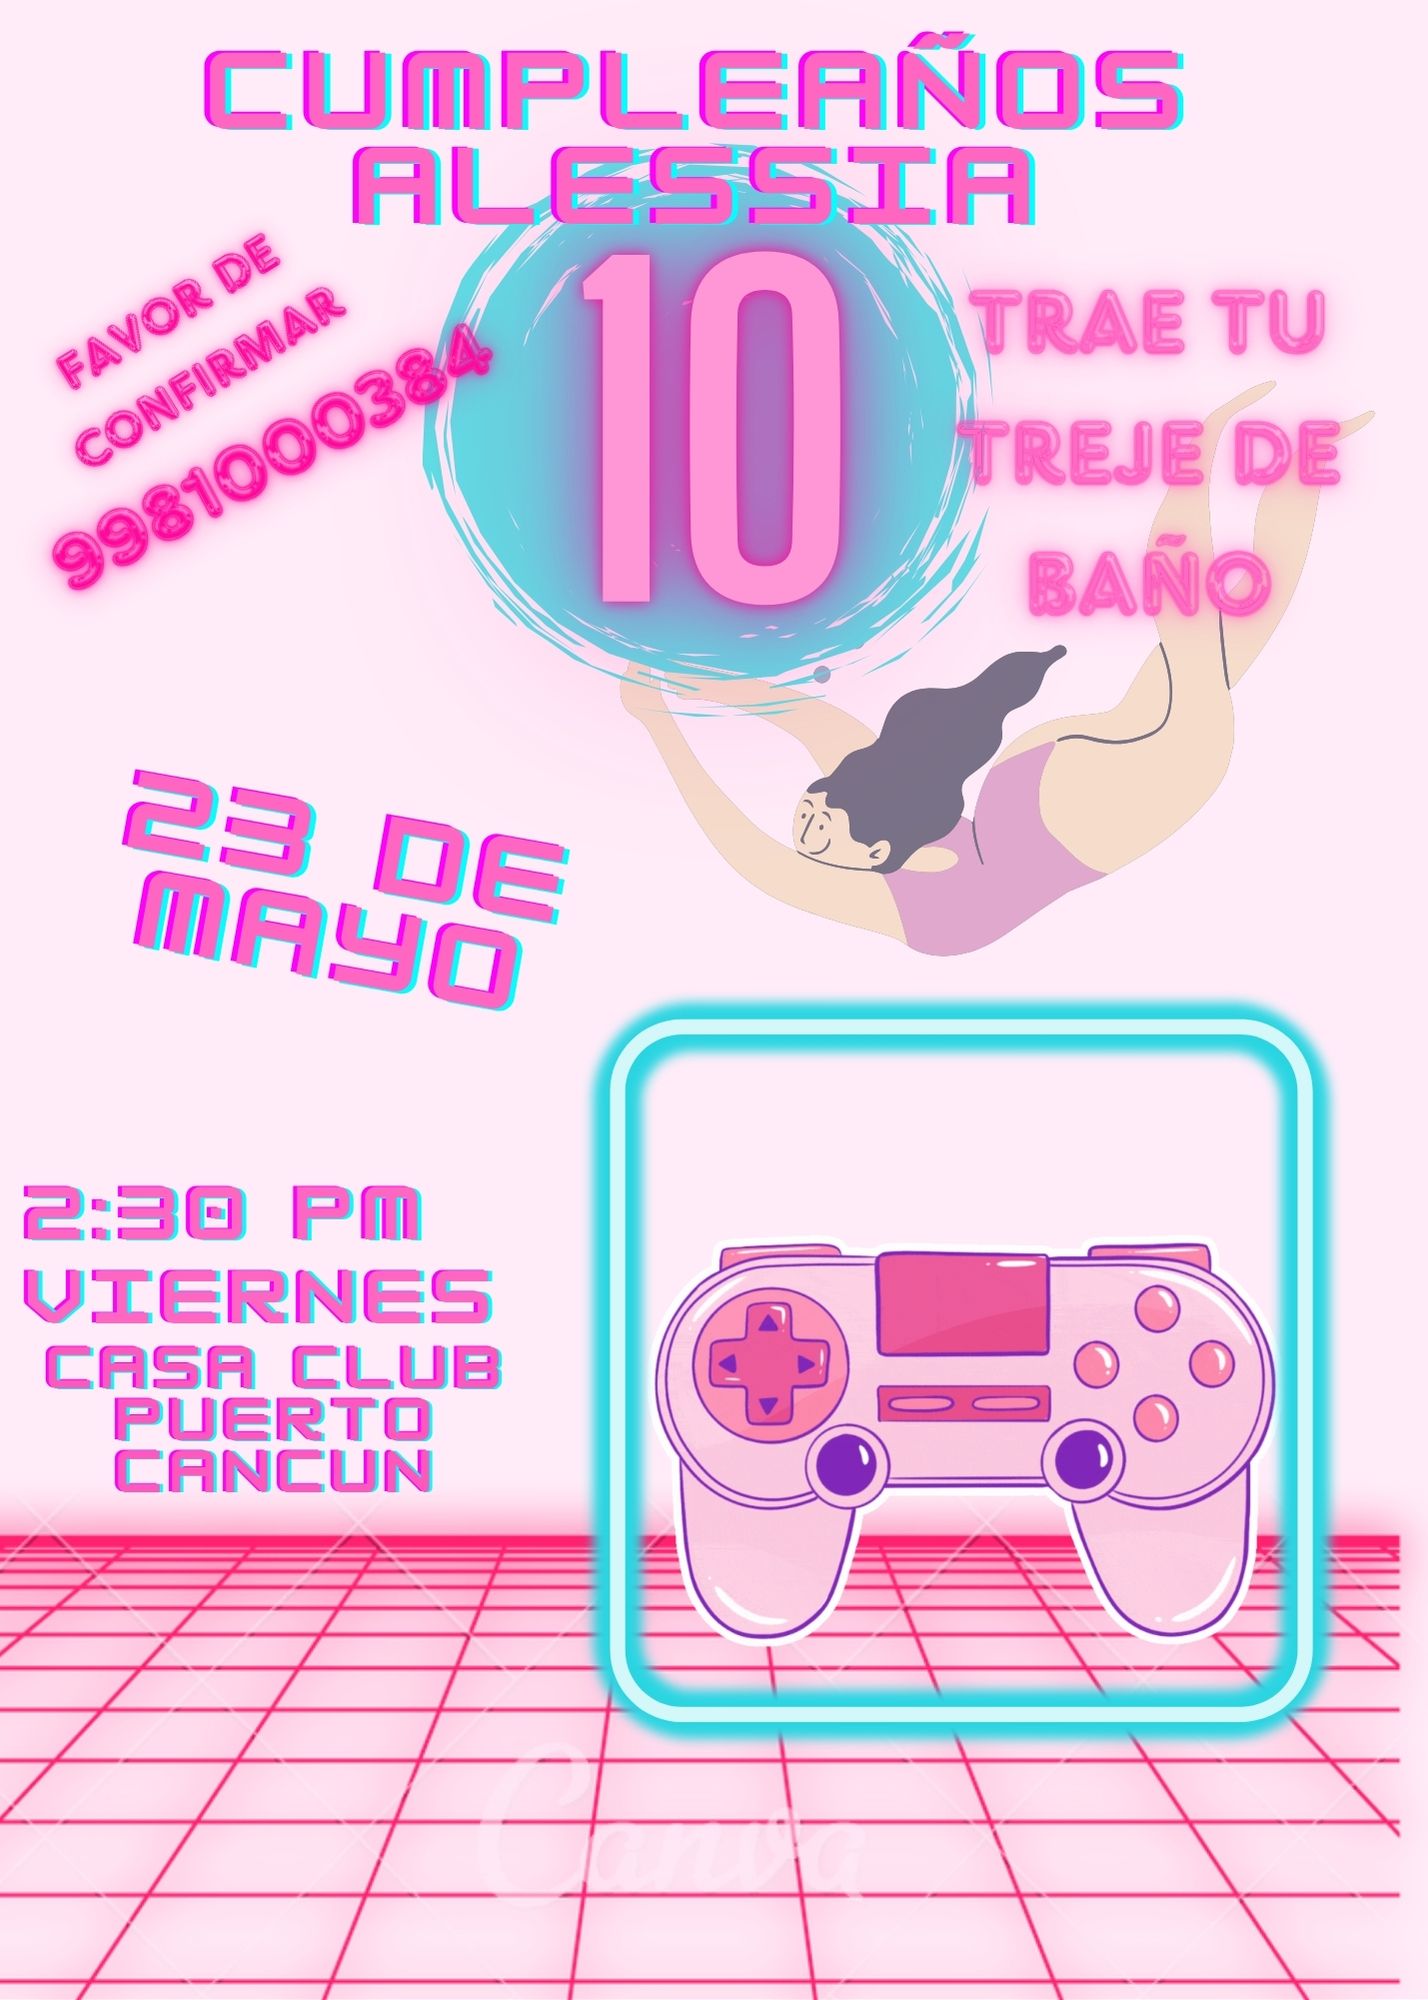 CUMPLEAÑOS
ALESSIA
10
FAVOR DE
CONFIRMAR
9981000384
TRAE TU
TREJE DE
BAÑO
23 DE
MAYO
2:30 PM
VIERNES
CASA CLUB
PUERTO
CANCUN
Canva